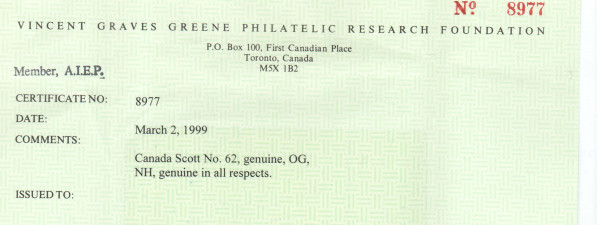 Nº 8977
VINCENT GRAVES GREENE PHILATELIC RESEARCH FOUNDATION
P.O. Box 100, First Canadian Place
Toronto, Canada
M5X 1B2
Member, A.I.E.P.
CERTIFICATE NO: 8977
DATE: March 2, 1999
COMMENTS:
Canada Scott No. 62, genuine, OG,
NH, genuine in all respects.
ISSUED TO: